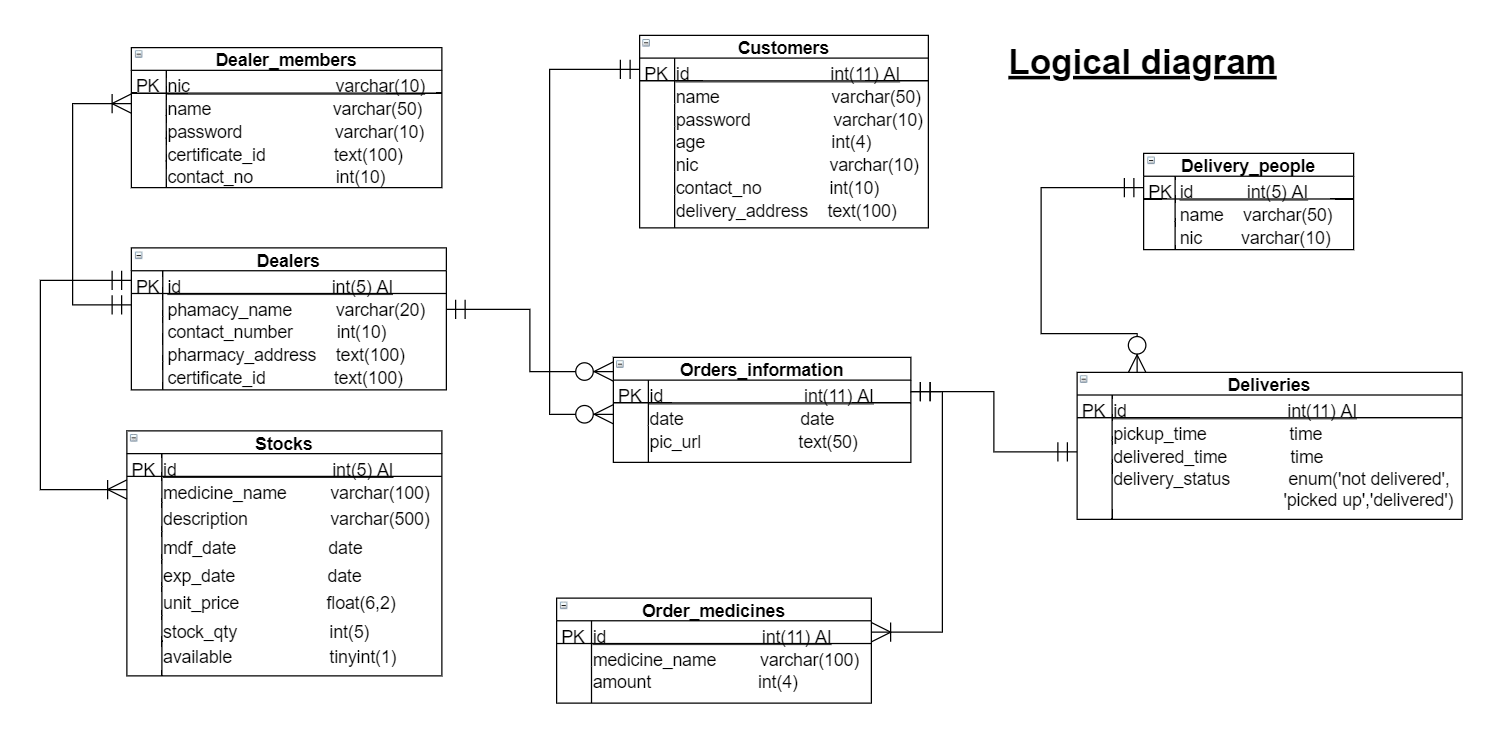 Logical diagram
Dealer_members
PK nic varchar(10)
name varchar(50)
password varchar(10)
certificate_id text(100)
contact_no int(10)
Dealers
PK id int(5) AI
phamacy_name varchar(20)
contact_number int(10)
pharmacy_address text(100)
certificate_id text(100)
Stocks
PK id int(5) AI
medicine_name varchar(100)
description varchar(500)
mdf_date date
exp_date date
unit_price float(6,2)
stock_qty int(5)
available tinyint(1)
Customers
PK id int(11) AI
name varchar(50)
password varchar(10)
age int(4)
nic varchar(10)
contact_no int(10)
delivery_address text(100)
Orders_information
PK id int(11) AI
date date
pic_url text(50)
Order_medicines
PK id int(11) AI
medicine_name varchar(100)
amount int(4)
Delivery_people
PK id int(5) AI
name varchar(50)
nic varchar(10)
Deliveries
PK id int(11) AI
pickup_time time
delivered_time time
delivery_status enum('not delivered',
'picked up','delivered')